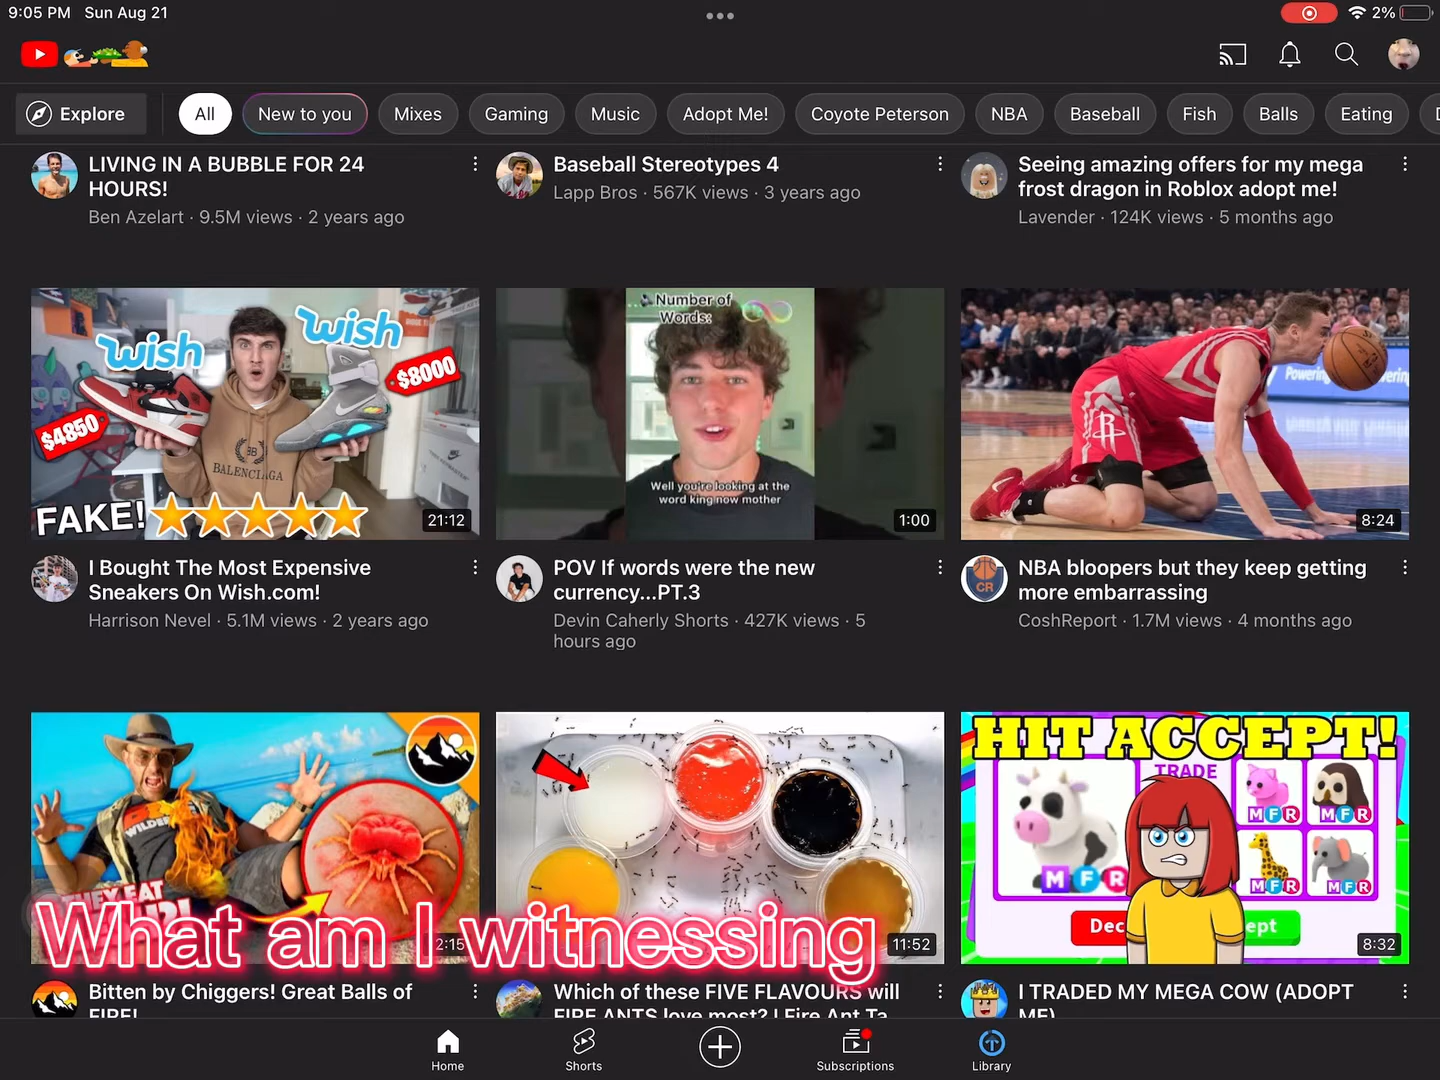 9:05 PM Sun Aug 21
2%
Explore
All
New to you
Mixes
Gaming
Music
Adopt Me!
Coyote Peterson
NBA
Baseball
Fish
Balls
Eating
LIVING IN A BUBBLE FOR 24
HOURS!
Ben Azelart · 9.5M views · 2 years ago
Baseball Stereotypes 4
Lapp Bros · 567K views · 3 years ago
Seeing amazing offers for my mega
frost dragon in Roblox adopt me!
Lavender · 124K views · 5 months ago
wish
wish
$4850
$8000
BALENCIAGA
FAKE!
21:12
Number of
Words:
Well you're looking at the
word king now mother
1:00
R
8:24
I Bought The Most Expensive
Sneakers On Wish.com!
Harrison Nevel · 5.1M views · 2 years ago
POV If words were the new
currency...PT.3
Devin Caherly Shorts · 427K views · 5
hours ago
CR
NBA bloopers but they keep getting
more embarrassing
CoshReport · 1.7M views · 4 months ago
THEY EAT
What am I witnessing
2:15
11:52
HIT ACCEPT!
TRADE
M F R
M F R
M F R
M F R
M F R
Dec
ept
8:32
Bitten by Chiggers! Great Balls of
FIRE!
Which of these FIVE FLAVOURS will
FIRE ANTS love most? | Fire Ant Ta
I TRADED MY MEGA COW (ADOPT
ME)
Home
Shorts
Subscriptions
Library